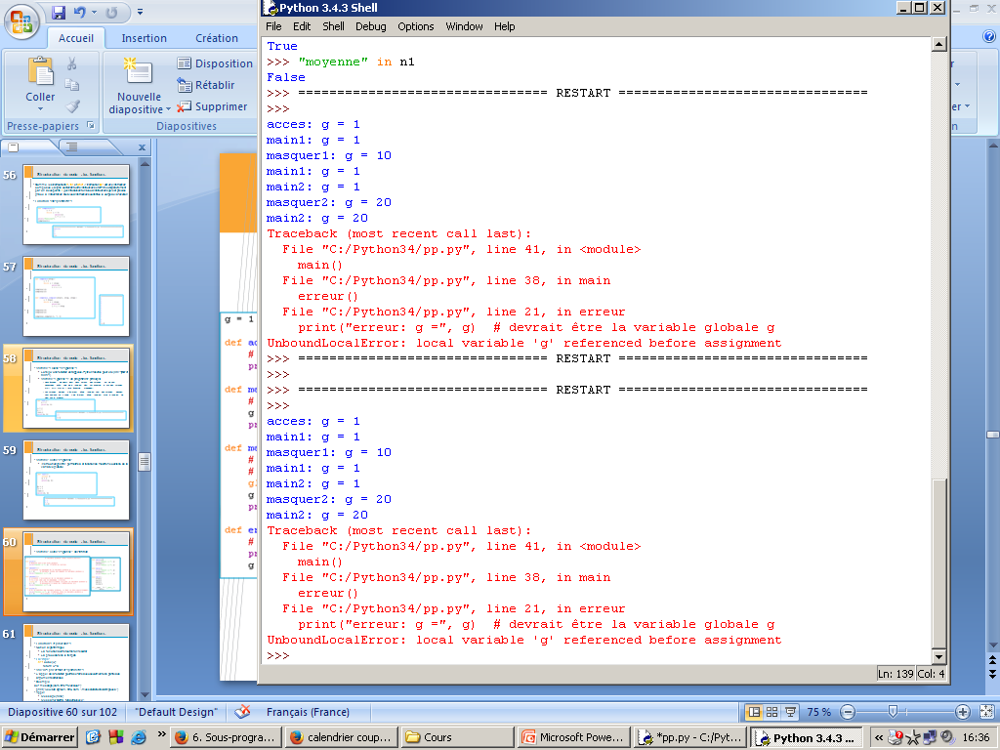 Python 3.4.3 Shell
File Edit Shell Debug Options Window Help
Accueil Insertion Création
Coller
Nouvelle
diapositive
Disposition
Rétablir
Supprimer
Presse-papiers
Diapositives
True
>>> "moyenne" in n1
False
>>> ================================ RESTART ================================
>>>
acces: g = 1
main1: g = 1
masquer1: g = 10
main1: g = 1
main2: g = 1
masquer2: g = 20
main2: g = 20
Traceback (most recent call last):
File "C:/Python34/pp.py", line 41, in <module>
main()
File "C:/Python34/pp.py", line 38, in main
erreur()
File "C:/Python34/pp.py", line 21, in erreur
print("erreur: g =", g) # devrait être la variable globale g
UnboundLocalError: local variable 'g' referenced before assignment
>>> ================================ RESTART ================================
>>>
>>> ================================ RESTART ================================
>>>
acces: g = 1
main1: g = 1
masquer1: g = 10
main1: g = 1
main2: g = 1
masquer2: g = 20
main2: g = 20
Traceback (most recent call last):
File "C:/Python34/pp.py", line 41, in <module>
main()
File "C:/Python34/pp.py", line 38, in main
erreur()
File "C:/Python34/pp.py", line 21, in erreur
print("erreur: g =", g) # devrait être la variable globale g
UnboundLocalError: local variable 'g' referenced before assignment
>>>
Ln: 139 Col: 4
56
57
58
59
60
61
g = 1
def
#
def
#
g
def
#
#
g
def
#
g
Diapositive 60 sur 102 "Default Design" Français (France) 75 %
Démarrer » 6. Sous-progra... calendrier coup... Cours Microsoft Powe... *pp.py - C:/Pyt... Python 3.4.3 ... « 16:36